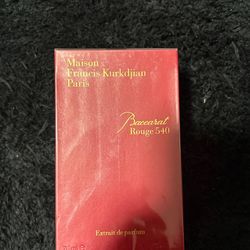 Maison
Francis Kurkdjian
Paris
Baccarat
Rouge 540
Extrait de parfum